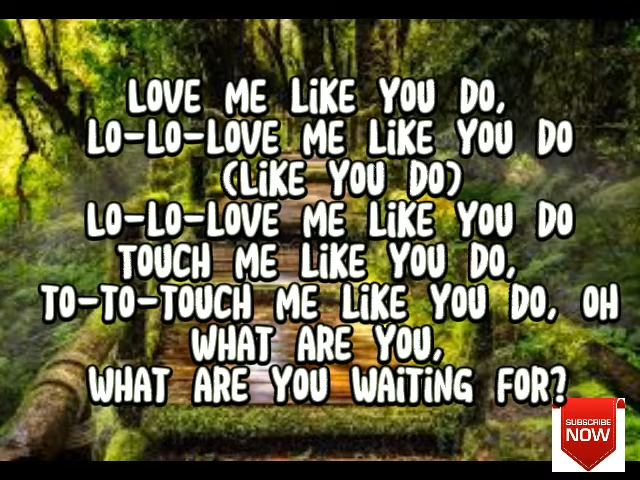 LOVE ME LiKE YOU DO,
LO-LO-LOVE ME LiKE YOU DO
(LiKE YOU DO)
LO-LO-LOVE ME LiKE YOU DO
TOUCH ME LiKE YOU DO,
TO-TO-TOUCH ME LiKE YOU DO, OH
WHAT ARE YOU,
WHAT ARE YOU WAiTiNG FOR?
SUBSCRIBE
NOW